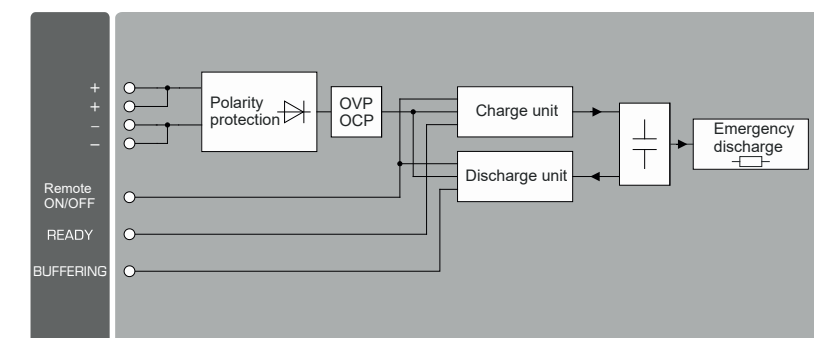 +
+
–
–
Remote
ON/OFF
READY
BUFFERING
Polarity
protection
OVP
OCP
Charge unit
Discharge unit
Emergency
discharge